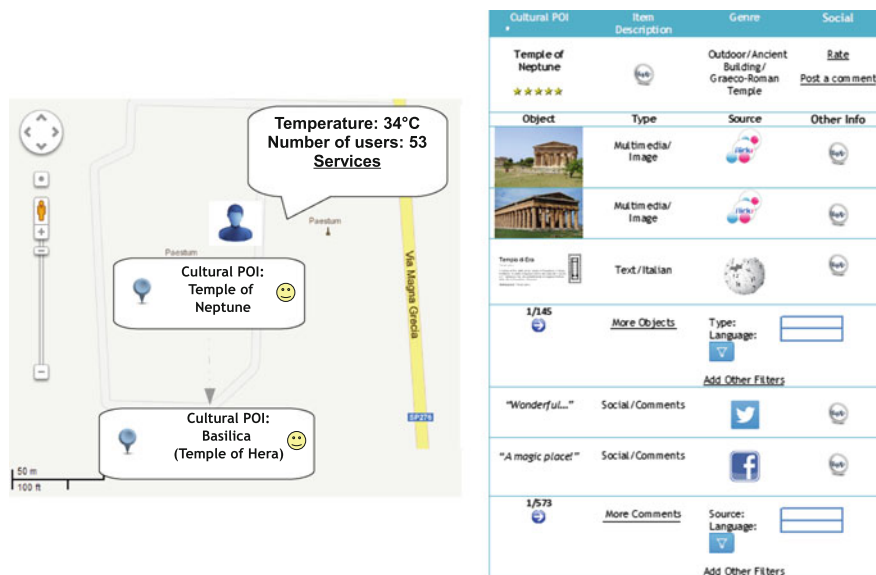 Temperature: 34°C
Number of users: 53
Services
Paestum
Paestum
Cultural POI:
Temple of
Neptune
Via Magna Grecia
SP276
Cultural POI:
Basilica
(Temple of Hera)
50 m
100 ft
Cultural POI
Item
Description
Genre
Social
Temple of
Neptune
Outdoor/Ancient
Building/
Graeco-Roman
Temple
Rate
Post a comment
Object
Type
Source
Other Info
Multimedia/
Image
Multimedia/
Image
Text/Italian
1/145
More Objects
Type:
Language:
Add Other Filters
"Wonderful..."
Social/Comments
"A magic place!"
Social/Comments
1/573
More Comments
Source:
Language:
Add Other Filters